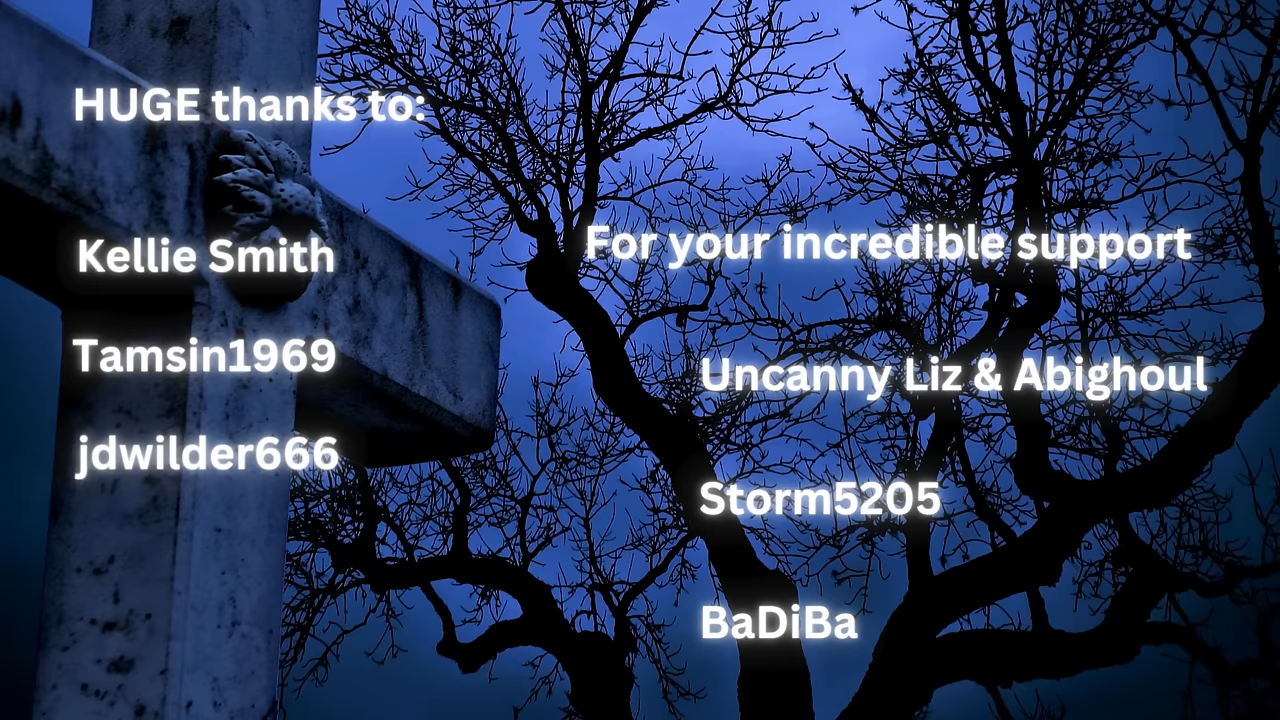 HUGE thanks to:
Kellie Smith
Tamsin1969
jdwilder666
For your incredible support
Uncanny Liz & Abighoul
Storm5205
BaDiBa